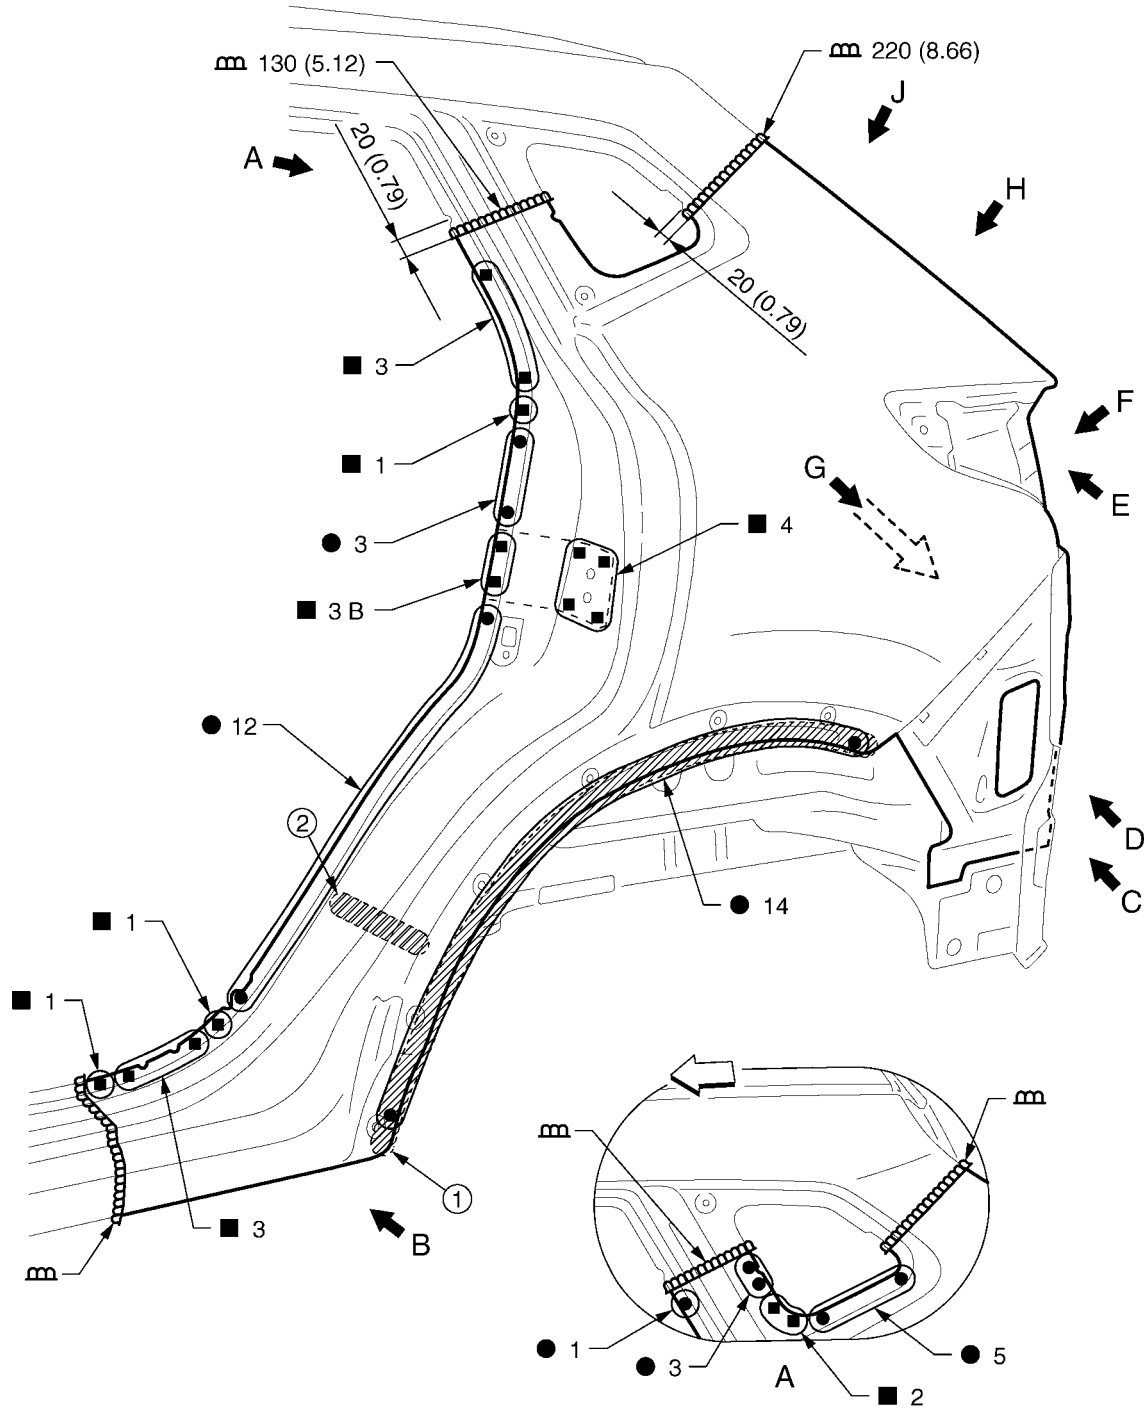 130 (5.12)
220 (8.66)
J
A
20 (0.79)
H
20 (0.79)
■ 3
F
■ 1
G
E
■ 4
● 3
■ 3 B
● 12
2
D
C
● 14
■ 1
■ 1
1
■ 3
B
● 1
● 3
● 5
A
■ 2